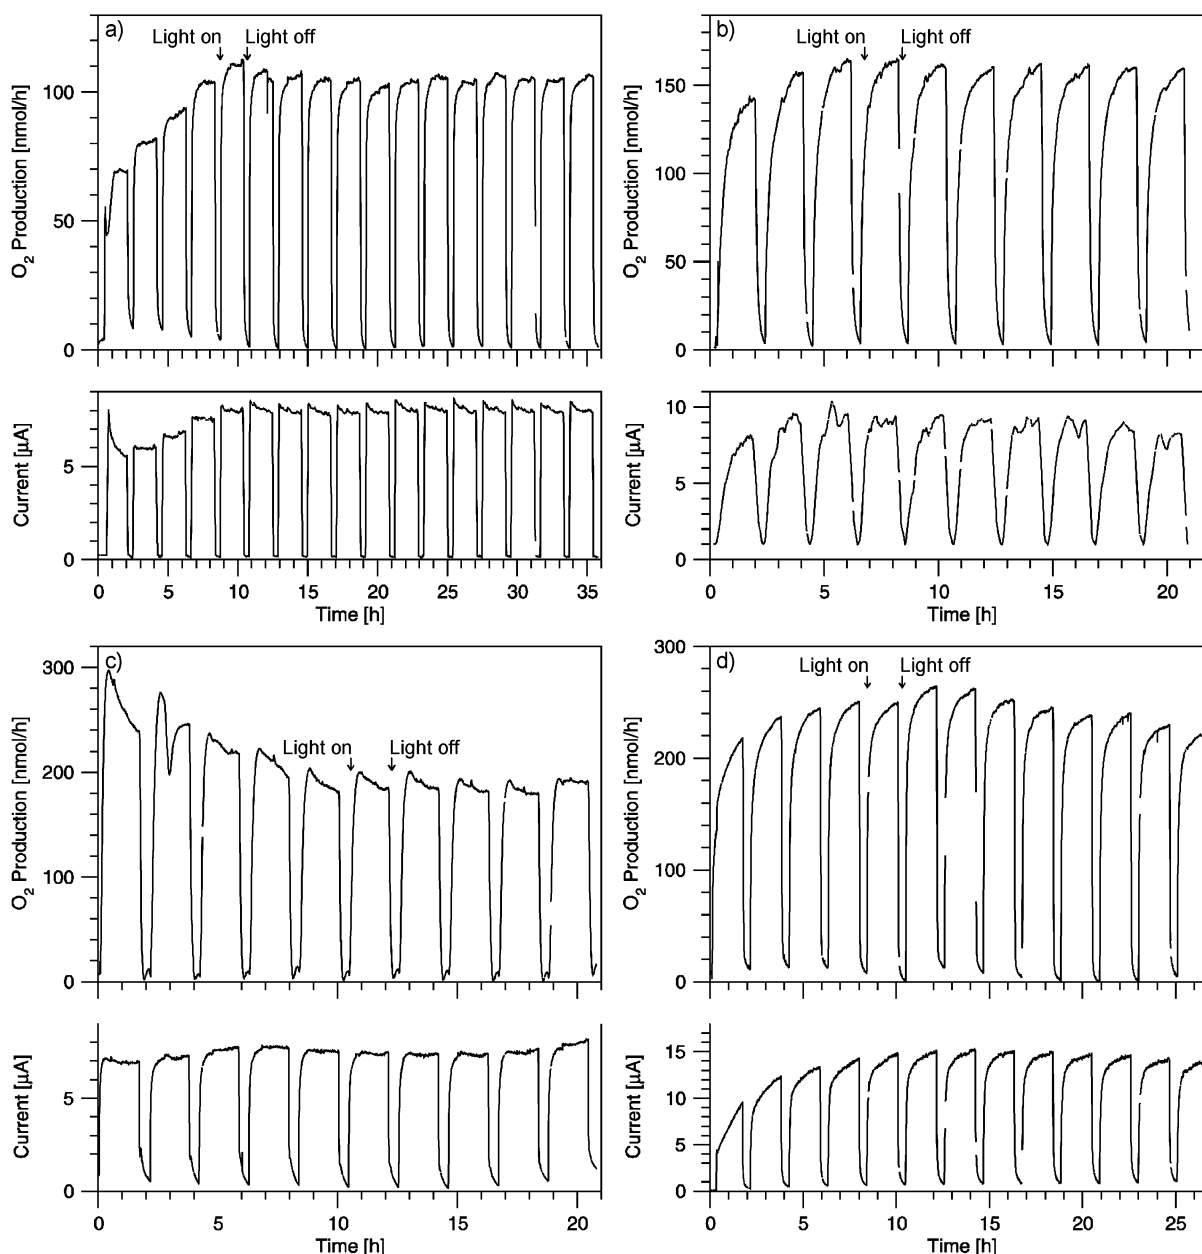 a)
Light on
Light off
O2 Production [nmol/h]
100
50
0
Current [µA]
5
0
0 5 10 15 20 25 30 35
Time [h]
b)
Light on
Light off
O2 Production [nmol/h]
150
100
50
0
Current [µA]
10
5
0
0 5 10 15 20
Time [h]
c)
Light on
Light off
O2 Production [nmol/h]
300
200
100
0
Current [µA]
5
0
0 5 10 15 20
Time [h]
d)
Light on
Light off
O2 Production [nmol/h]
300
200
100
0
Current [µA]
15
10
5
0
0 5 10 15 20 25
Time [h]